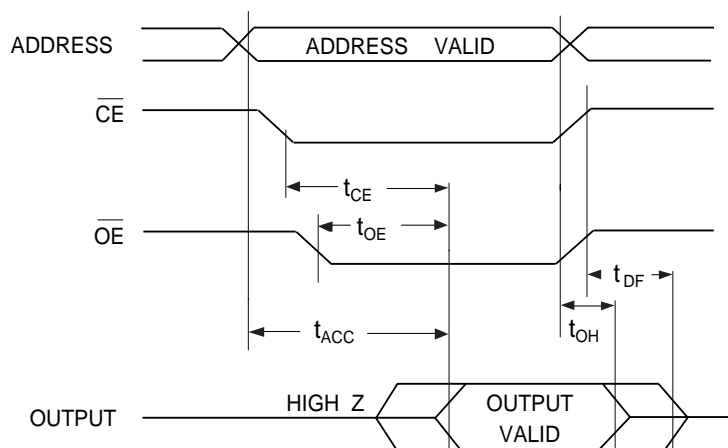 ADDRESS ADDRESS VALID
CE
tCE
OE tOE
tDF
tACC tOH
HIGH Z OUTPUT
OUTPUT VALID